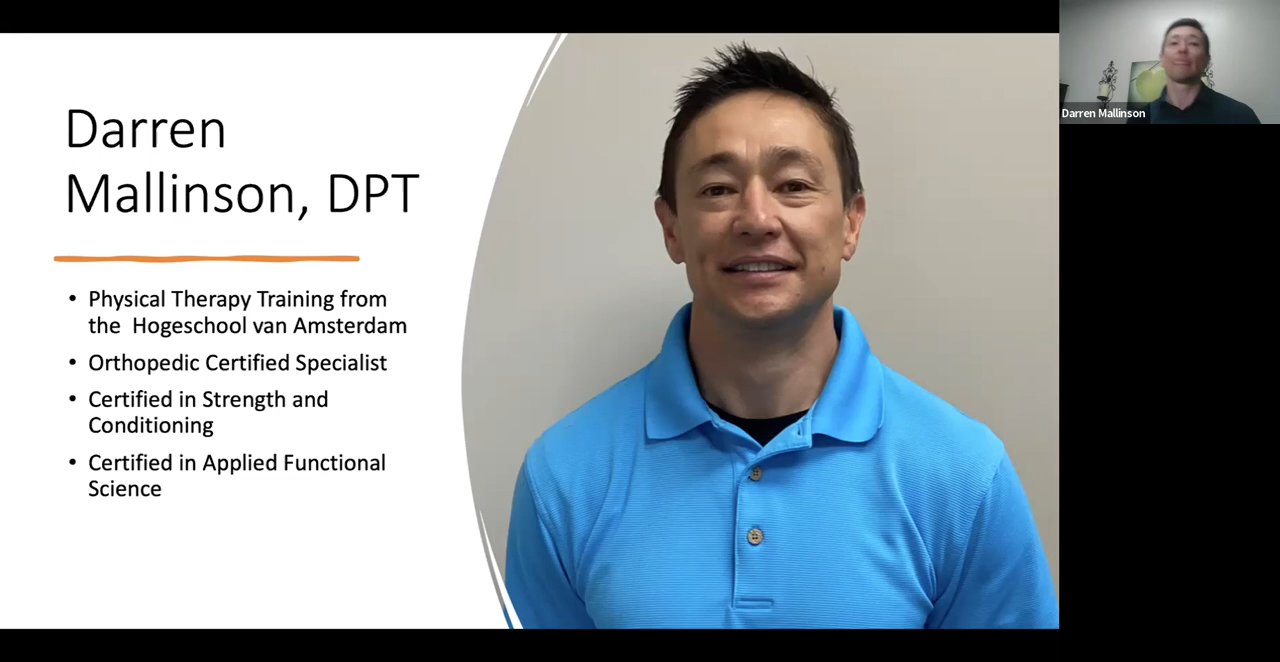 Darren
Mallinson, DPT
• Physical Therapy Training from
the Hogeschool van Amsterdam
• Orthopedic Certified Specialist
• Certified in Strength and
Conditioning
• Certified in Applied Functional
Science
Darren Mallinson